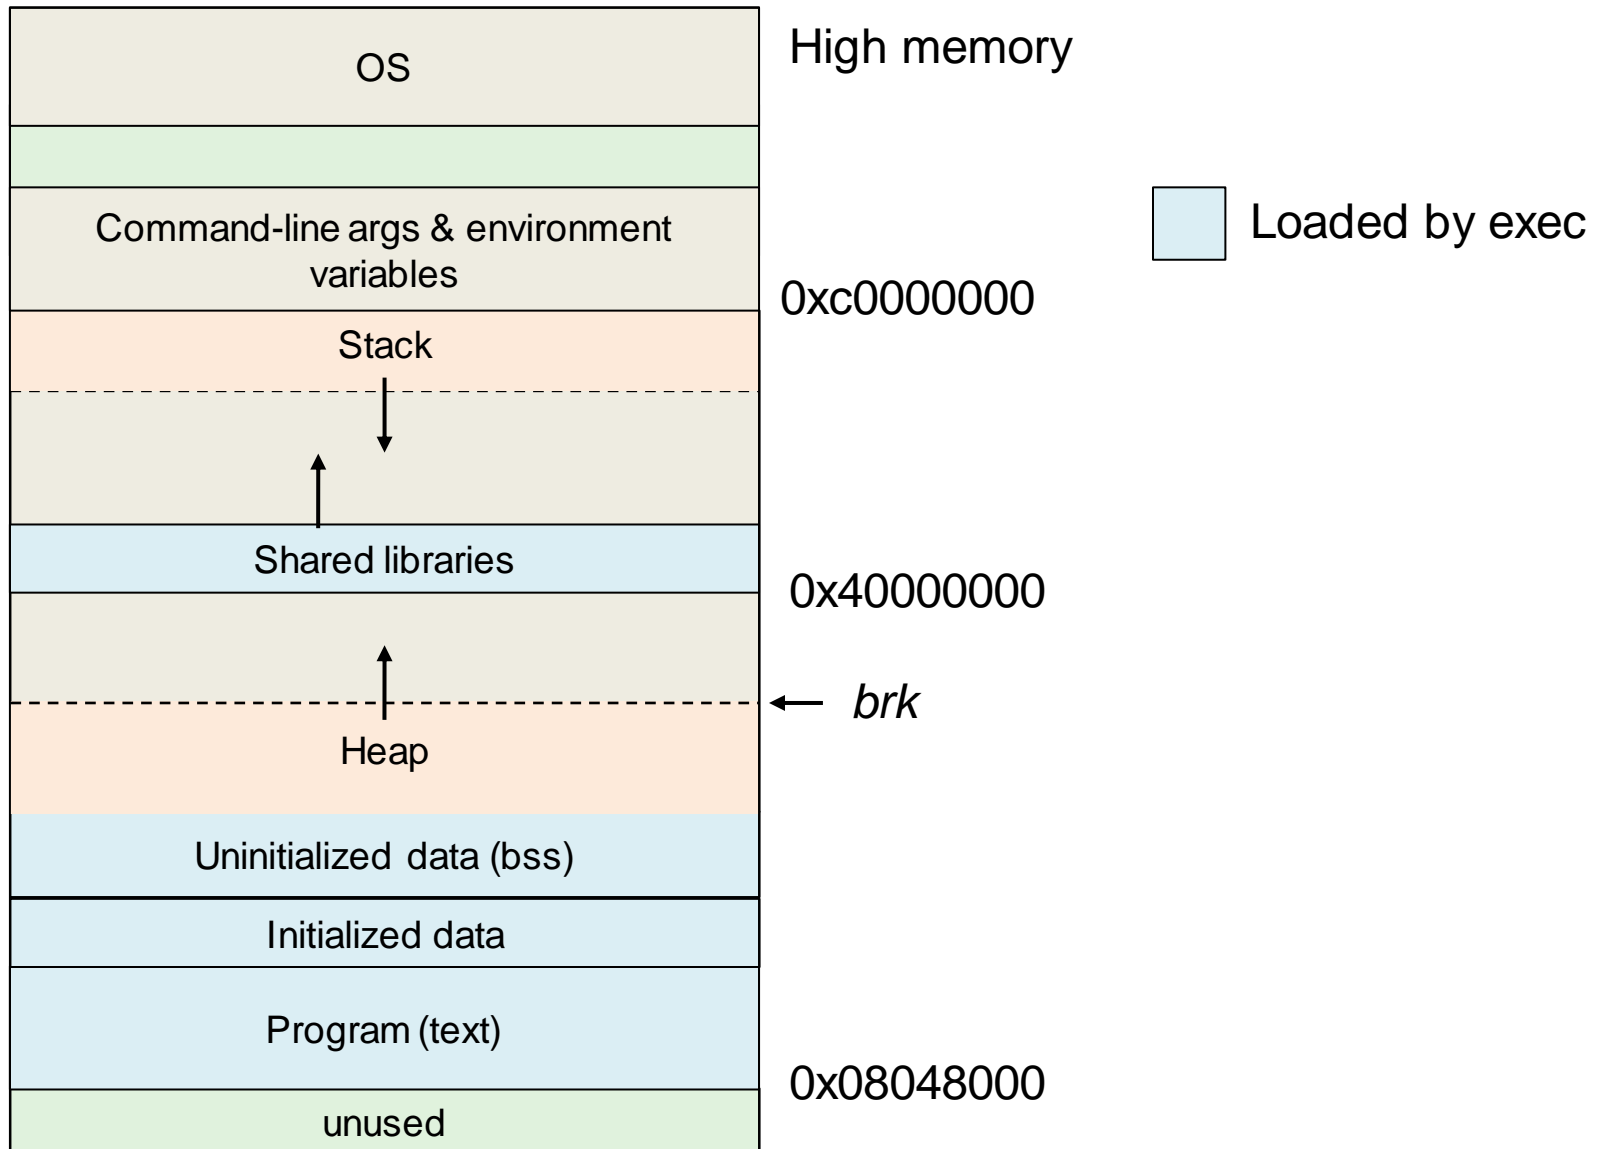 OS
High memory
Command-line args & environment
variables
Loaded by exec
0xc0000000
Stack
Shared libraries
0x40000000
brk
Heap
Uninitialized data (bss)
Initialized data
Program (text)
0x08048000
unused